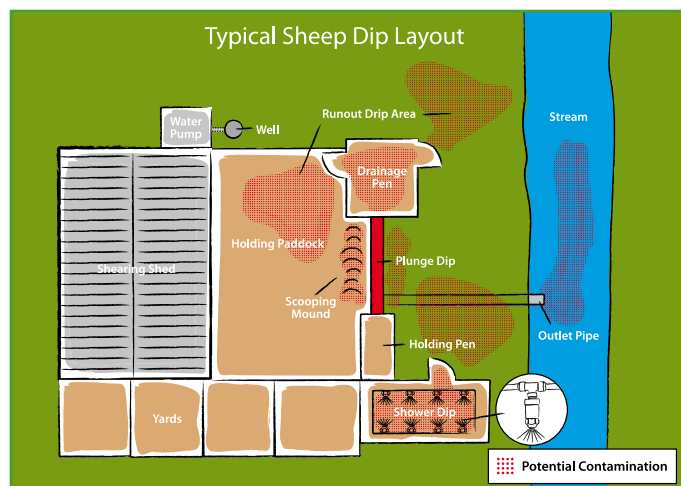 Typical Sheep Dip Layout
Water
Pump
Well
Runout Drip Area
Stream
Drainage
Pen
Holding Paddock
Shearing Shed
Plunge Dip
Scooping
Mound
Outlet Pipe
Holding Pen
Yards
Shower Dip
Potential Contamination